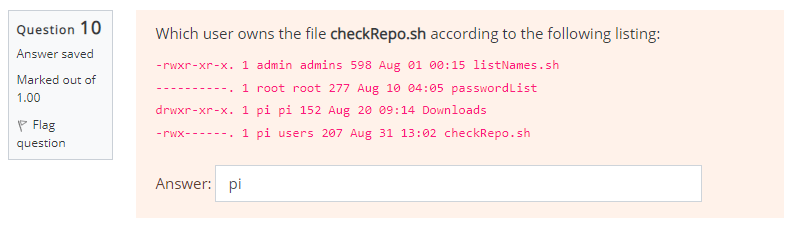 Question 10
Answer saved
Marked out of
1.00
Flag
question
Which user owns the file checkRepo.sh according to the following listing:
-rwxr-xr-x. 1 admin admins 598 Aug 01 00:15 listNames.sh
----------. 1 root root 277 Aug 10 04:05 passwordList
drwxr-xr-x. 1 pi pi 152 Aug 20 09:14 Downloads
-rwx------. 1 pi users 207 Aug 31 13:02 checkRepo.sh
Answer: pi